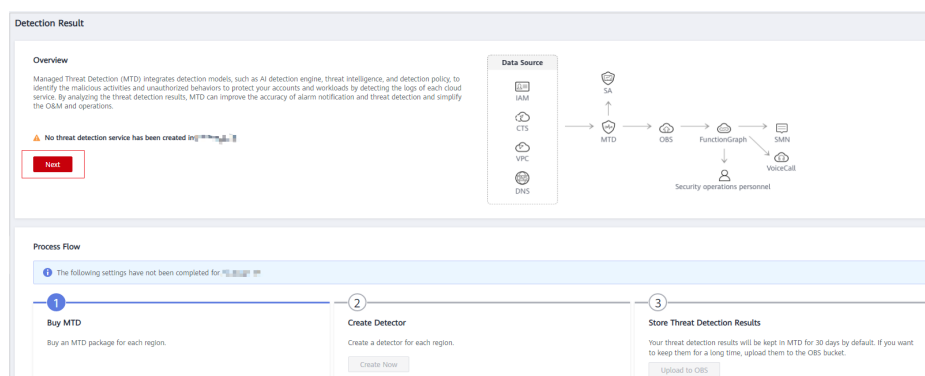 Detection Result
Overview
Managed Threat Detection (MTD) integrates detection models, such as AI detection engine, threat intelligence, and detection policy, to
identify the malicious activities and unauthorized behaviors to protect your accounts and workloads by detecting the logs of each cloud
service. By analyzing the threat detection results, MTD can improve the accuracy of alarm notification and threat detection and simplify
the O&M and operations.
No threat detection service has been created in
Next
Data Source
IAM
CTS
VPC
DNS
SA
MTD
OBS
FunctionGraph
SMN
VoiceCall
Security operations personnel
Process Flow
The following settings have not been completed for
1
Buy MTD
Buy an MTD package for each region.
2
Create Detector
Create a detector for each region.
Create Now
3
Store Threat Detection Results
Your threat detection results will be kept in MTD for 30 days by default. If you want
to keep them for a long time, upload them to the OBS bucket.
Upload to OBS